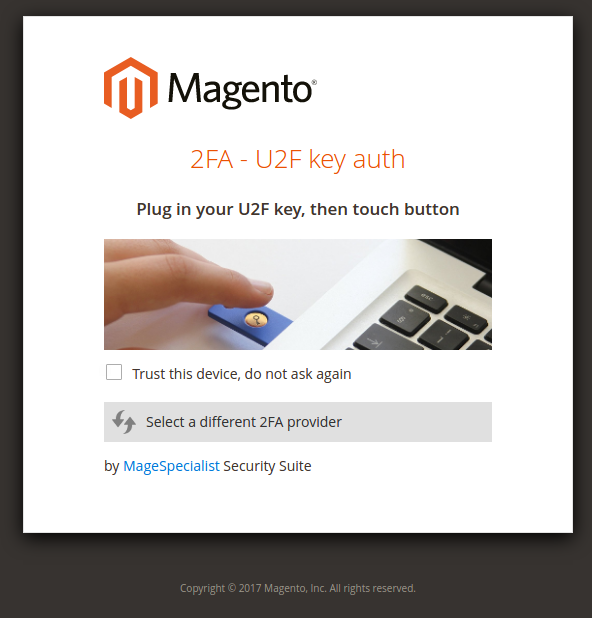 Magento®
2FA - U2F key auth
Plug in your U2F key, then touch button
esc
Trust this device, do not ask again
Select a different 2FA provider
by MageSpecialist Security Suite
Copyright © 2017 Magento, Inc. All rights reserved.